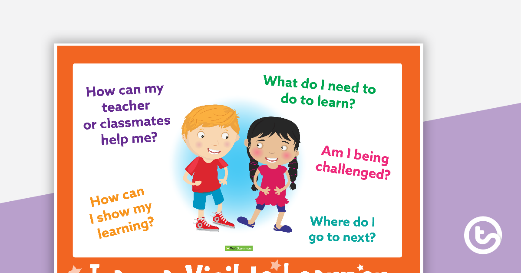 How can my
teacher
or classmates
help me?
What do I need to
do to learn?
Am I being
challenged?
How can
I show my
learning?
Where do I
go to next?